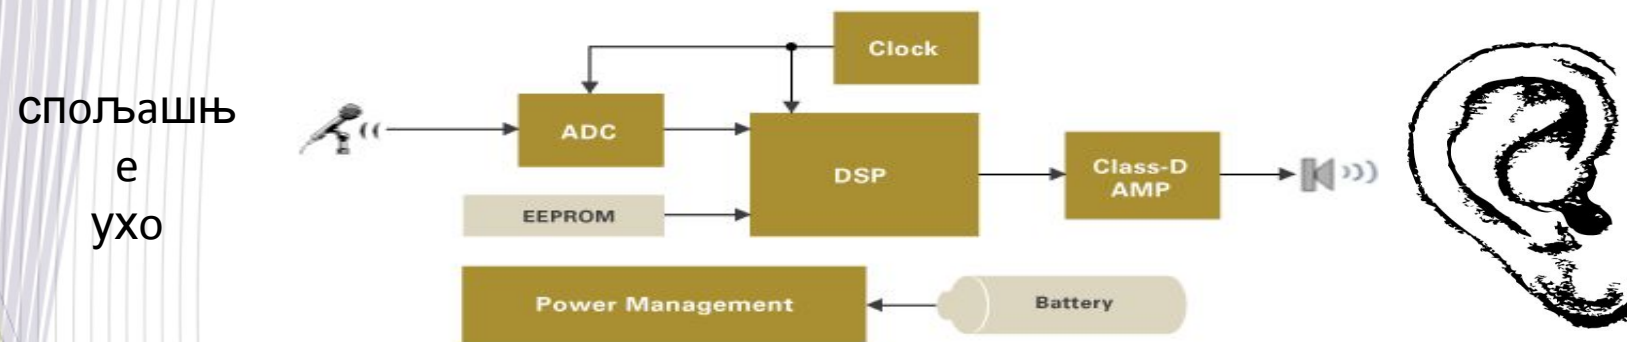 спољашњ
е
ухо
Clock
ADC
DSP
Class-D
AMP
EEPROM
Power Management
Battery